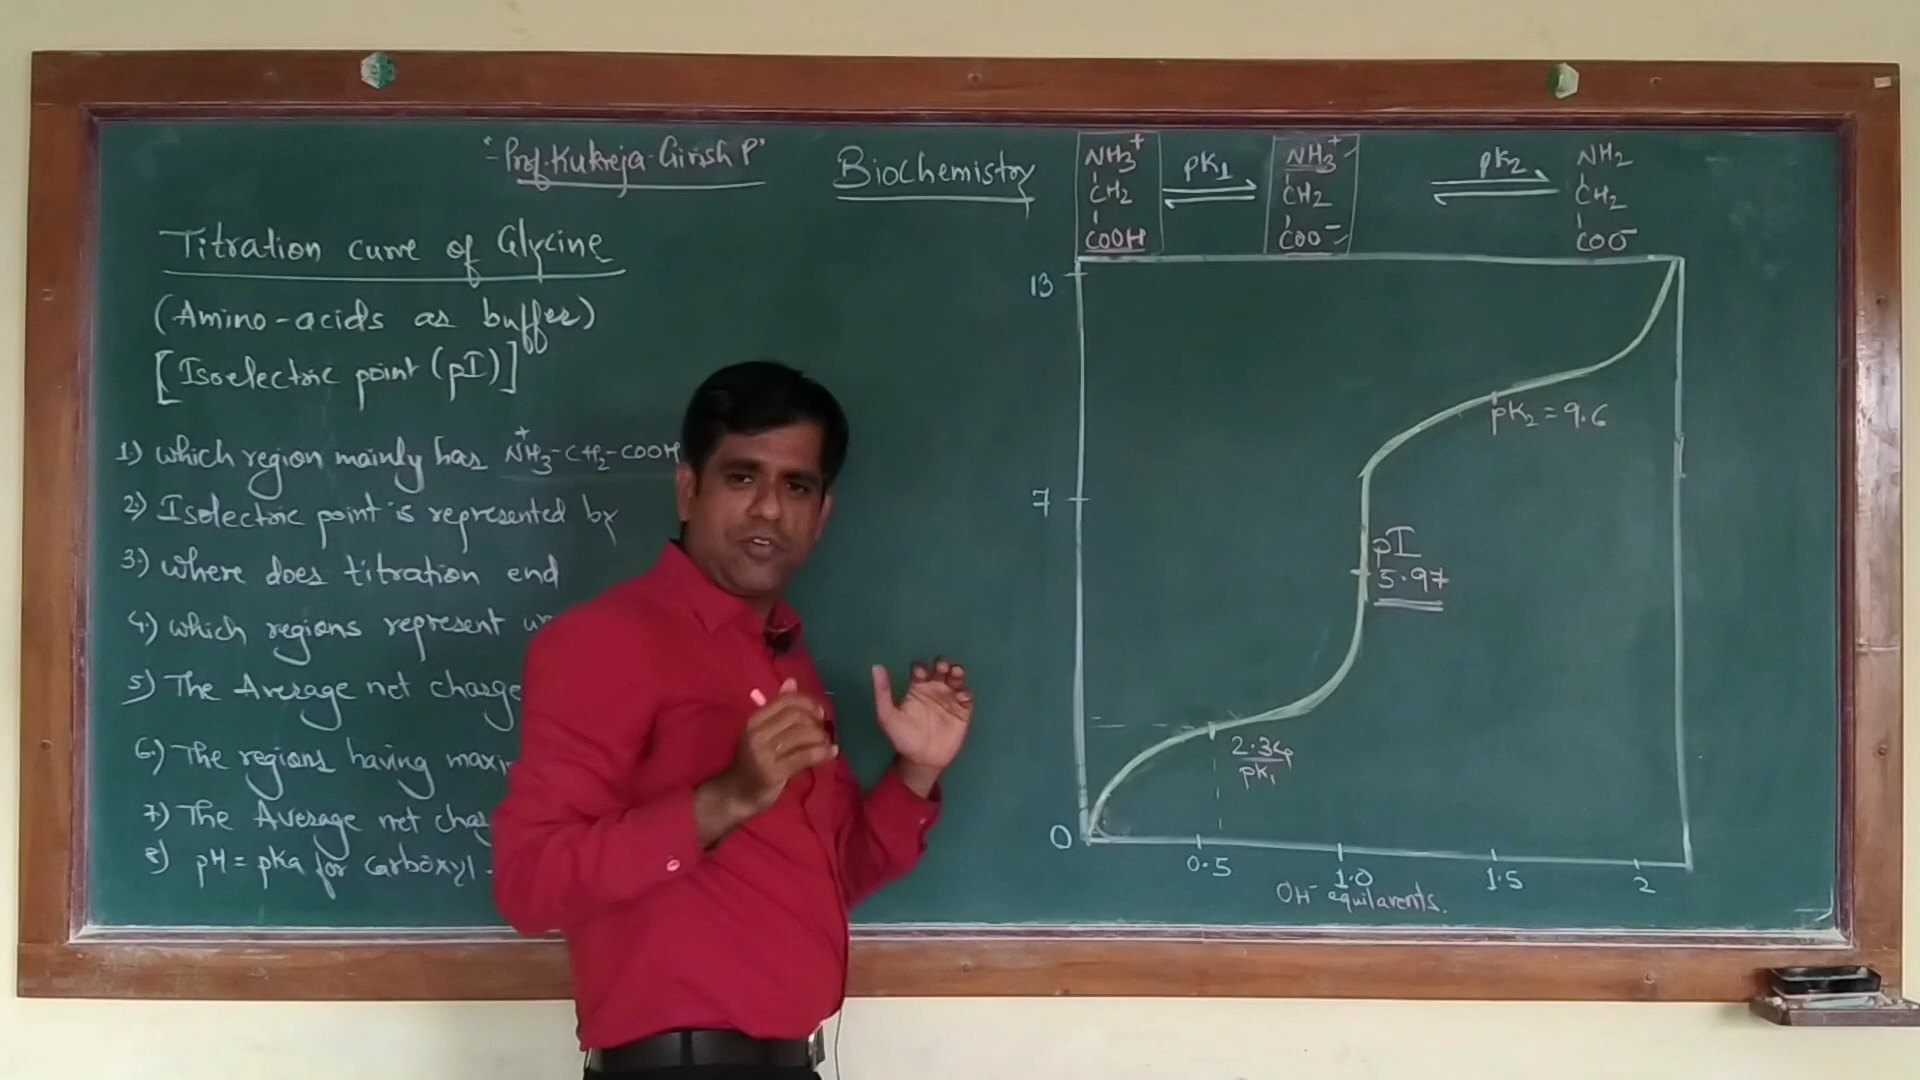 "Prof. Kukreja Girish P"
Biochemistry
Titration curve of Glycine
(Amino-acids as buffer)
[Isoelectric point (pI)]
1) which region mainly has NH3+-CH2-COOH
2) Isolectric point is represented by
3) where does titration end
4) which regions represent
5) The Average net charge
6) The regions having
7) The Average net
8) pH = pKa for Carboxyl
NH3+ pK1 NH3+ pK2 NH2
CH2 CH2 CH2
COOH COO- COO-
13
pK2 = 9.6
7
pI
5.97
2.34
pK1
0
0.5 1.0 1.5 2
OH- equilarents.